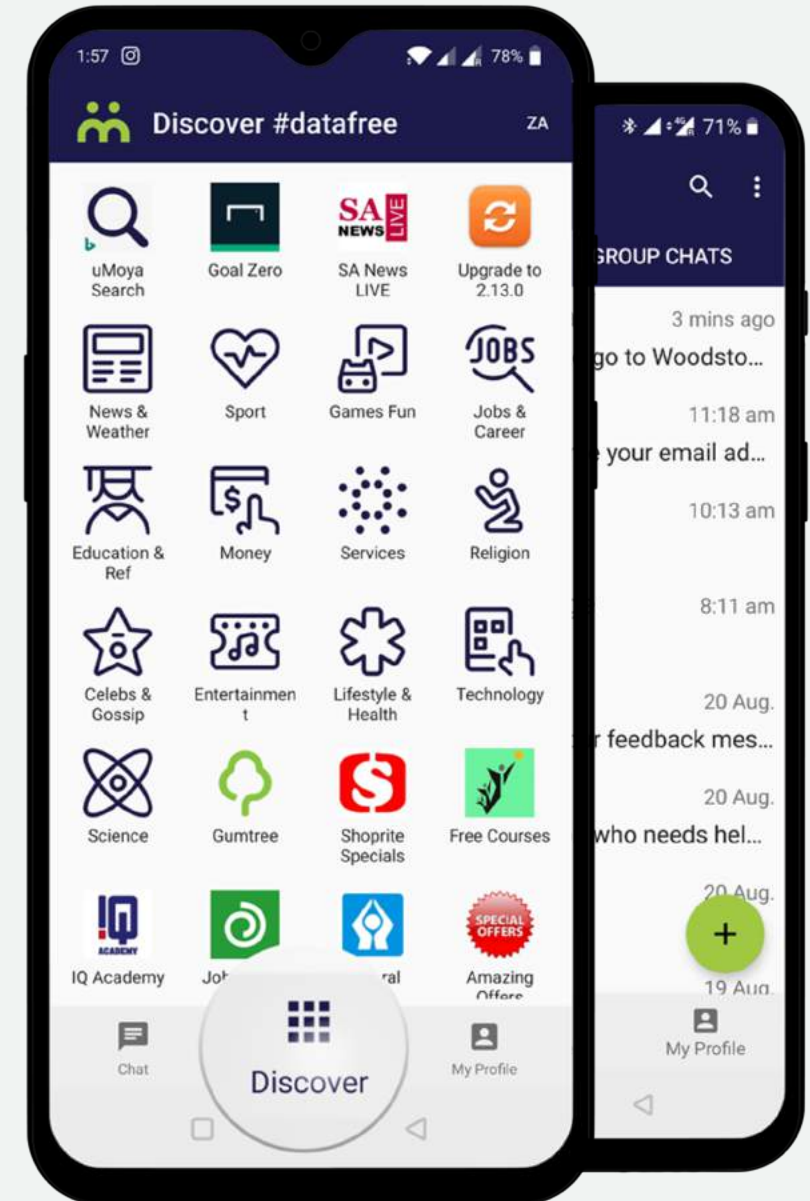 1:57
78%
Discover #datafree
ZA
uMoya
Search
Goal Zero
SA
NEWS
LIVE
SA News
LIVE
Upgrade to
2.13.0
News &
Weather
Sport
Games Fun
JOBS
Jobs &
Career
Education &
Ref
$
Money
Services
Religion
Celebs &
Gossip
Entertainmen
t
Lifestyle &
Health
Technology
Science
Gumtree
S
Shoprite
Specials
Free Courses
IQ
ACADEMY
IQ Academy
SPECIAL
OFFERS
Amazing
Offers
Chat
Discover
My Profile
4G
71%
GROUP CHATS
3 mins ago
go to Woodsto...
11:18 am
your email ad...
10:13 am
8:11 am
20 Aug.
feedback mes...
20 Aug.
who needs hel...
20 Aug.
+
19 Aug.
My Profile